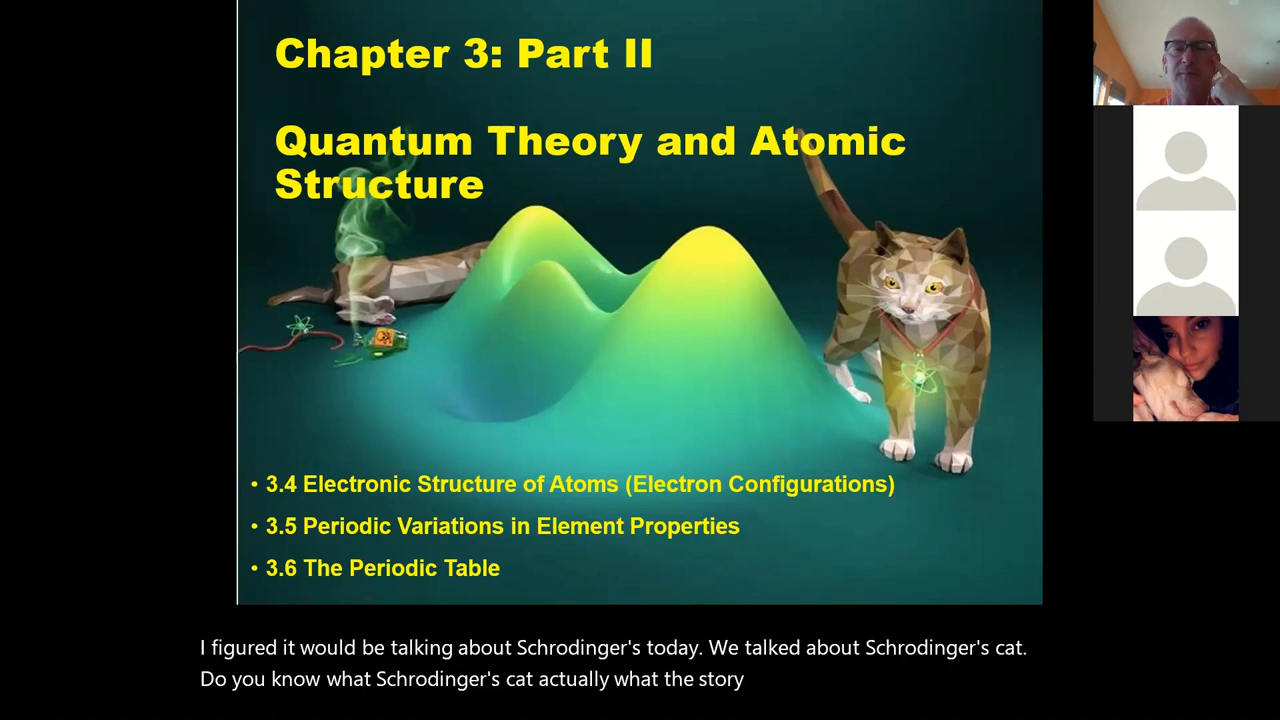 Chapter 3: Part II
Quantum Theory and Atomic
Structure
• 3.4 Electronic Structure of Atoms (Electron Configurations)
• 3.5 Periodic Variations in Element Properties
• 3.6 The Periodic Table
I figured it would be talking about Schrodinger's today. We talked about Schrodinger's cat.
Do you know what Schrodinger's cat actually what the story